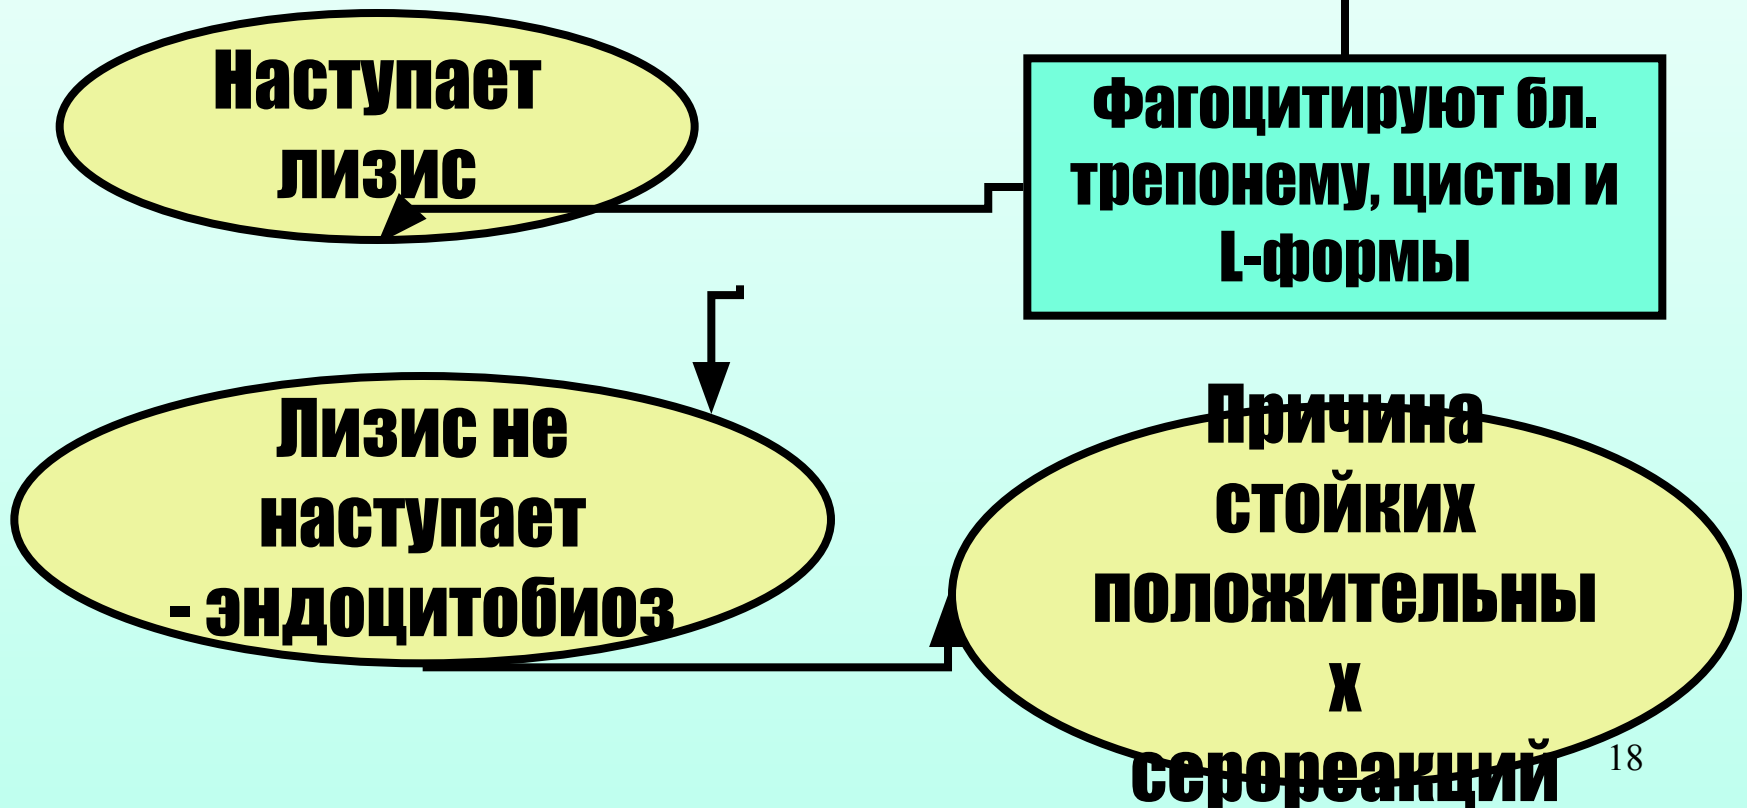 Наступает
лизис
Фагоцитируют бл.
трепонему, цисты и
L-формы
Лизис не
наступает
- эндоцитобиоз
Причина
стойких
положительны
х
серореакций
18